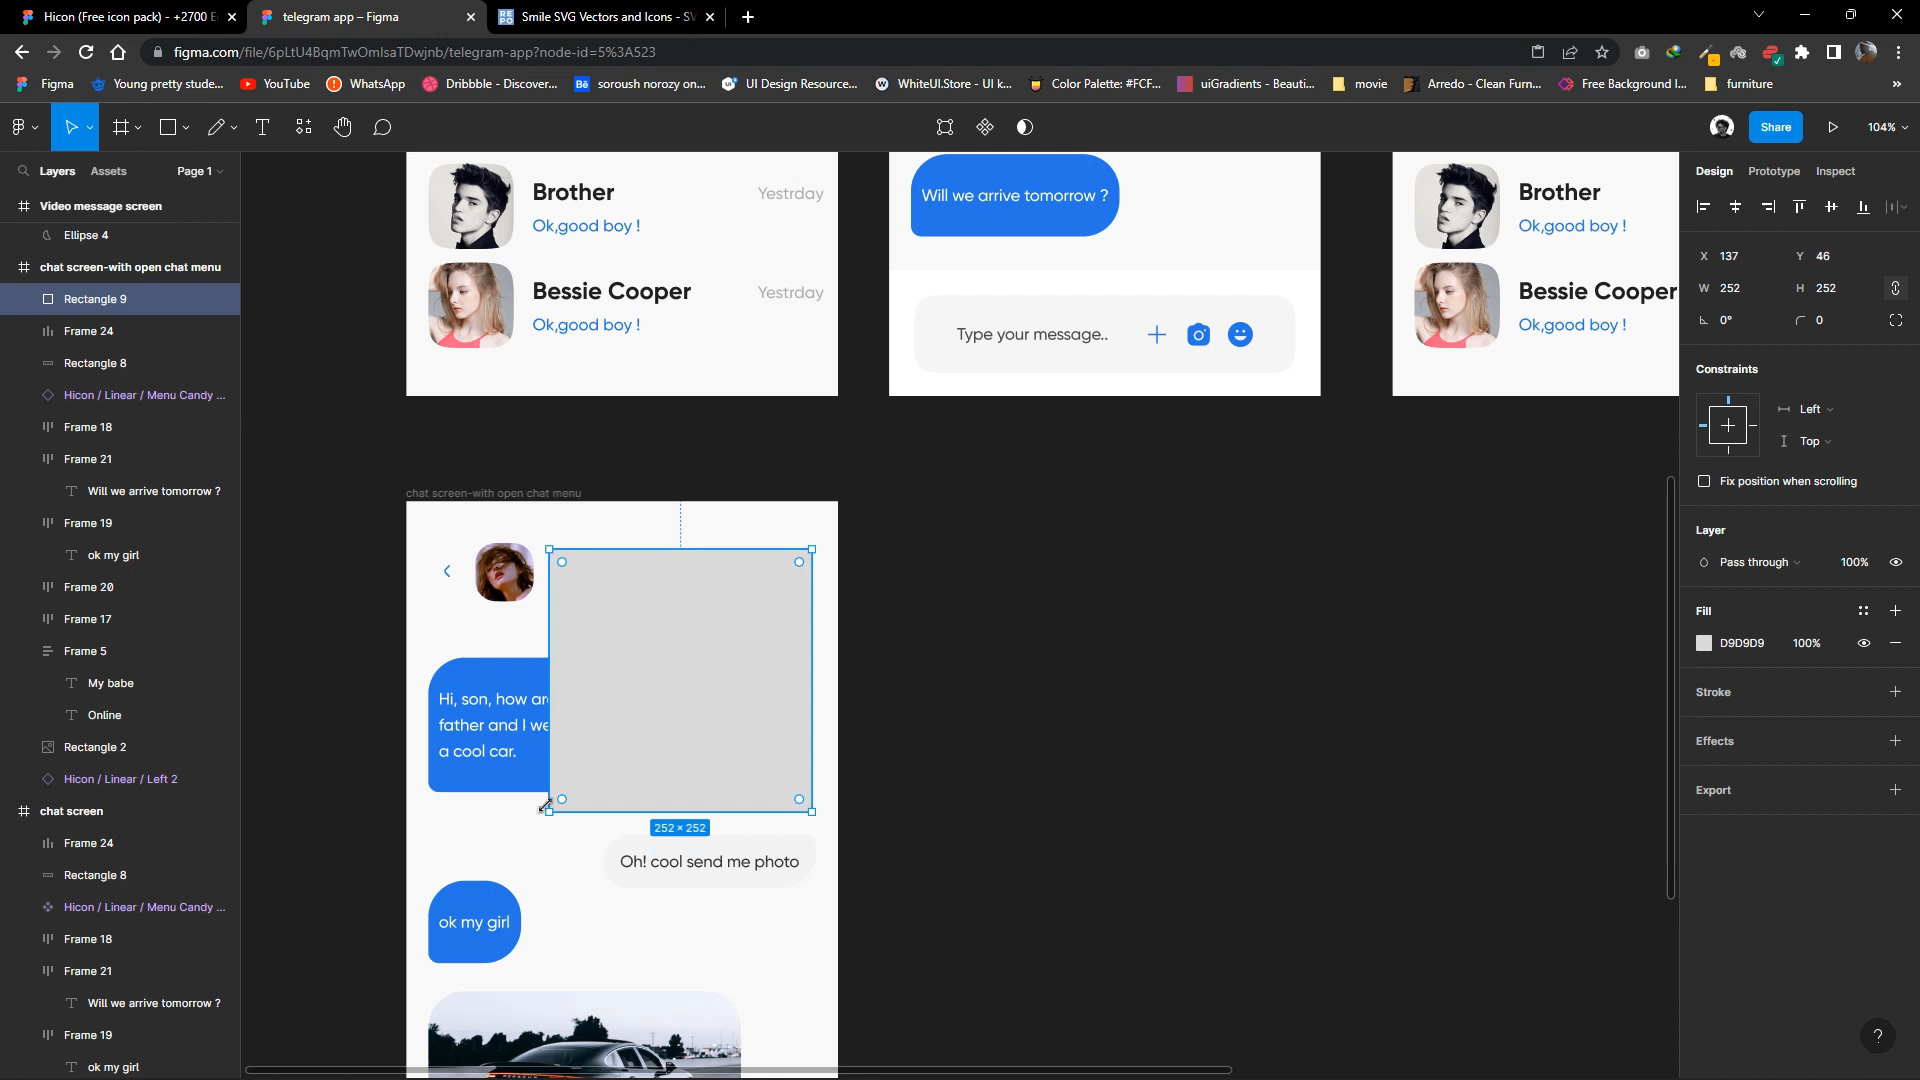 Hicon (Free icon pack) - +2700 E
telegram app – Figma
Smile SVG Vectors and Icons - SV
figma.com/file/6pLtU4BqmTwOmIsaTDwjnb/telegram-app?node-id=5%3A523
Figma
Young pretty stude...
YouTube
WhatsApp
Dribbble - Discover...
Bē
soroush norozy on...
UI Design Resource...
WhiteUI.Store - UI k...
Color Palette: #FCF...
uiGradients - Beauti...
movie
Arredo - Clean Furn...
Free Background I...
furniture
Share
104%
Layers
Assets
Page 1
Video message screen
Ellipse 4
chat screen-with open chat menu
Rectangle 9
Frame 24
Rectangle 8
Hicon / Linear / Menu Candy ...
Frame 18
Frame 21
Will we arrive tomorrow ?
Frame 19
ok my girl
Frame 20
Frame 17
Frame 5
My babe
Online
Rectangle 2
Hicon / Linear / Left 2
chat screen
Frame 24
Rectangle 8
Hicon / Linear / Menu Candy ...
Frame 18
Frame 21
Will we arrive tomorrow ?
Frame 19
ok my girl
Brother
Yestrday
Ok,good boy !
Bessie Cooper
Yestrday
Ok,good boy !
Will we arrive tomorrow ?
Type your message..
Brother
Ok,good boy !
Bessie Cooper
Ok,good boy !
chat screen-with open chat menu
Hi, son, how ar
father and I we
a cool car.
252 × 252
Oh! cool send me photo
ok my girl
Design
Prototype
Inspect
X 137
Y 46
W 252
H 252
0°
0
Constraints
Left
Top
Fix position when scrolling
Layer
Pass through
100%
Fill
D9D9D9
100%
Stroke
Effects
Export
?